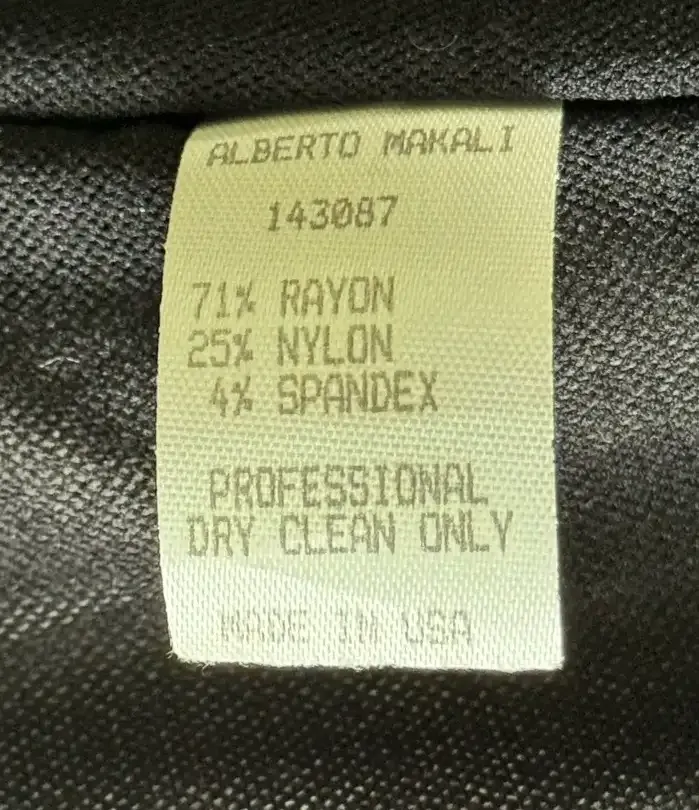 ALBERTO MAKALI
143087
71% RAYON
25% NYLON
4% SPANDEX
PROFESSIONAL
DRY CLEAN ONLY
MADE IN USA